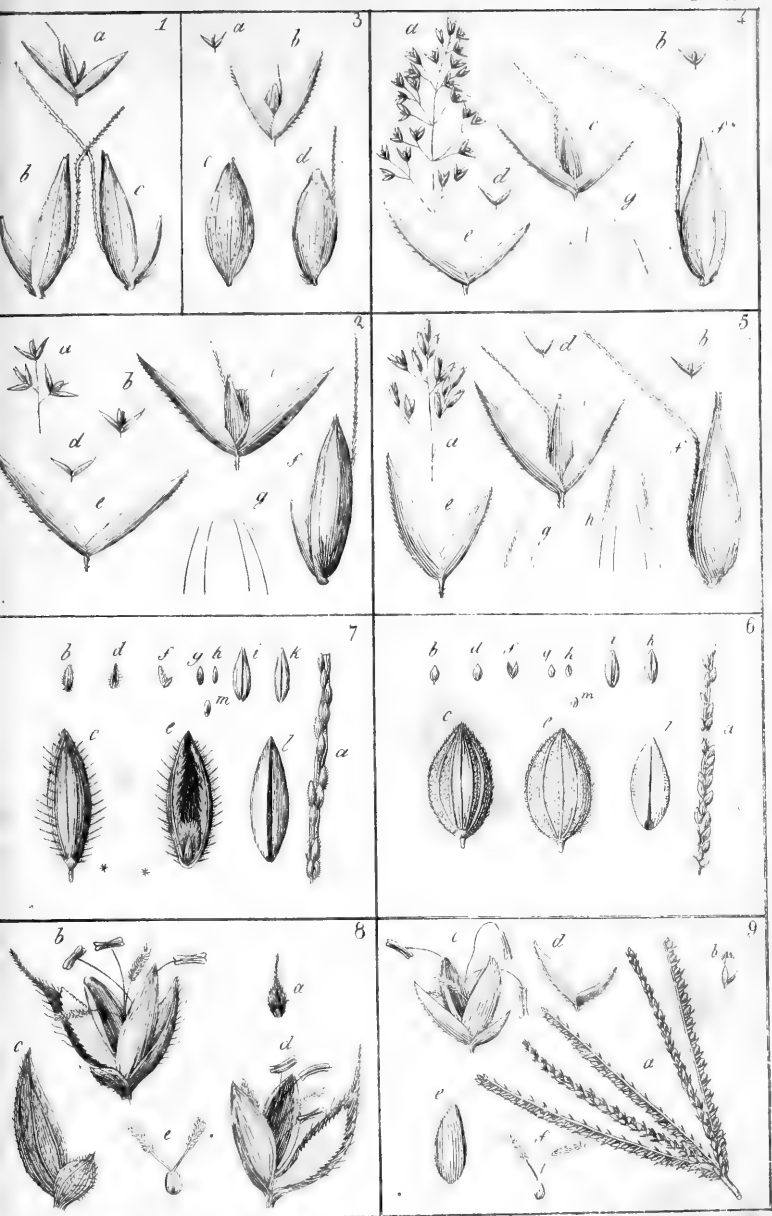 a 1
b c
a 3
b
c d
a b 4
c f
d
e g
2
a
b
d
e f
g
d b 5
a
f
e g h
7
b d f g h i k
m
c e l a
* *
6
b d f g h i k
m
c e l a
b 8
a
c d
e
c d b 9
a
e f